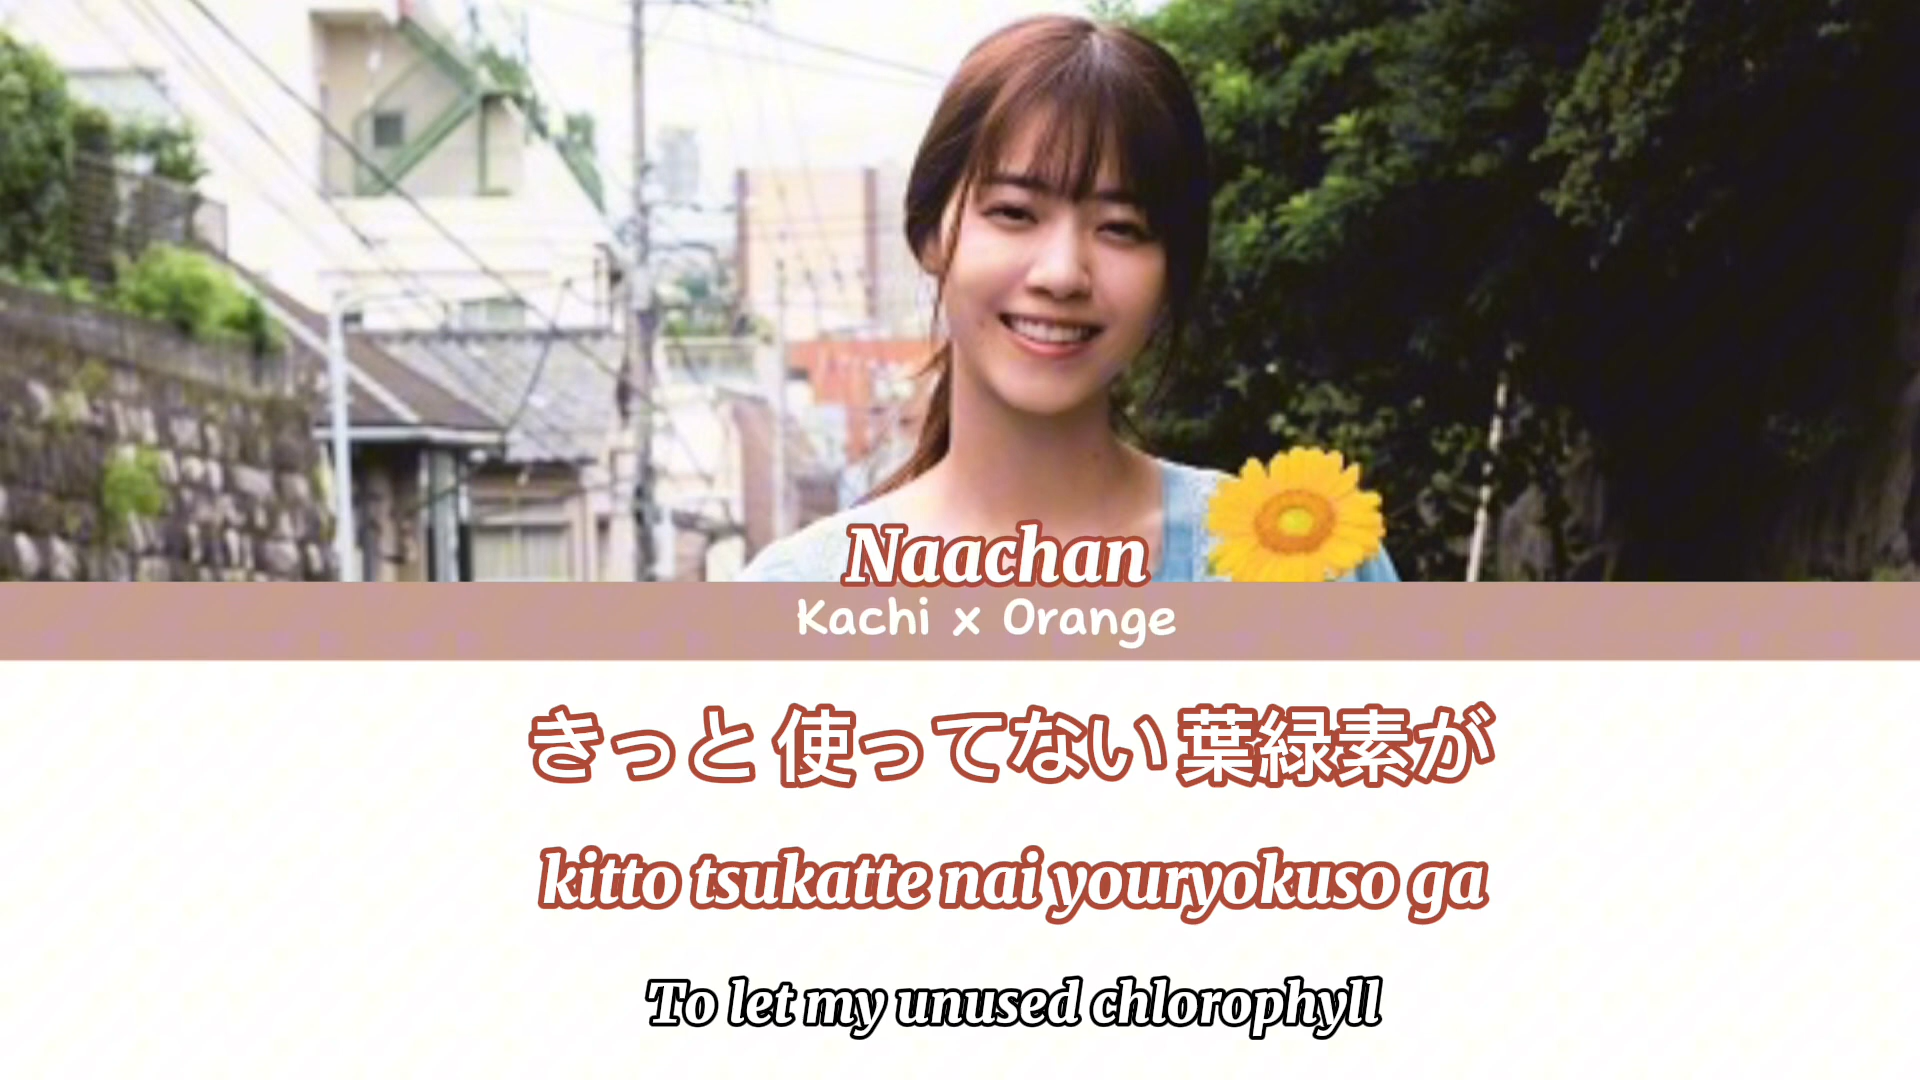 Naachan
Kachi x Orange
きっと 使ってない 葉緑素が
kitto tsukatte nai youryokuso ga
To let my unused chlorophyll